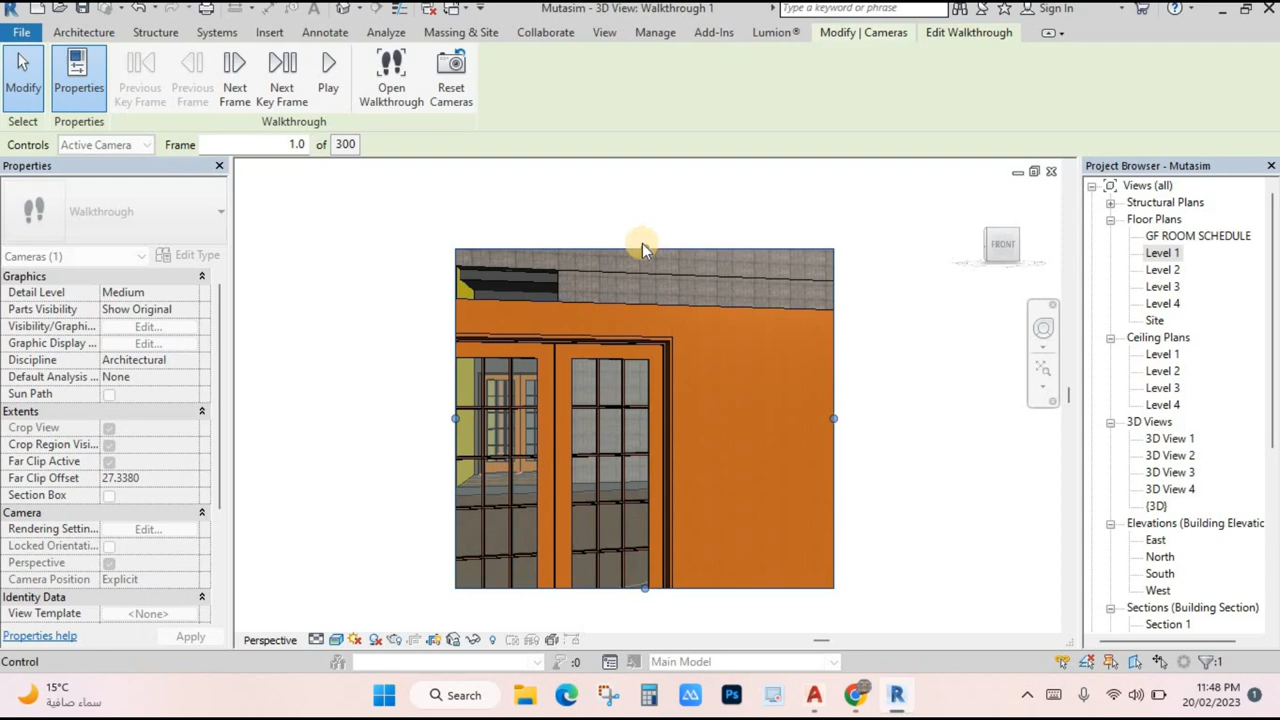 Mutasim - 3D View: Walkthrough 1
Type a keyword or phrase
Sign In
File
Architecture
Structure
Systems
Insert
Annotate
Analyze
Massing & Site
Collaborate
View
Manage
Add-Ins
Lumion®
Modify | Cameras
Edit Walkthrough
Modify
Properties
Previous
Key Frame
Previous
Frame
Next
Frame
Next
Key Frame
Play
Open
Walkthrough
Reset
Cameras
Select
Properties
Walkthrough
Controls
Active Camera
Frame
1.0
of
300
Properties
Walkthrough
Cameras (1)
Edit Type
Graphics
Detail Level
Medium
Parts Visibility
Show Original
Visibility/Graphi...
Edit...
Graphic Display ...
Edit...
Discipline
Architectural
Default Analysis ...
None
Sun Path
Extents
Crop View
Crop Region Visi...
Far Clip Active
Far Clip Offset
27.3380
Section Box
Camera
Rendering Settin...
Edit...
Locked Orientati...
Perspective
Camera Position
Explicit
Identity Data
View Template
<None>
Properties help
Apply
FRONT
Perspective
Project Browser - Mutasim
Views (all)
Structural Plans
Floor Plans
GF ROOM SCHEDULE
Level 1
Level 2
Level 3
Level 4
Site
Ceiling Plans
Level 1
Level 2
Level 3
Level 4
3D Views
3D View 1
3D View 2
3D View 3
3D View 4
{3D}
Elevations (Building Elevatic
East
North
South
West
Sections (Building Section)
Section 1
Control
:0
Main Model
:1
15°C
سماء صافية
Search
Ps
A
R
11:48 PM
20/02/2023
1